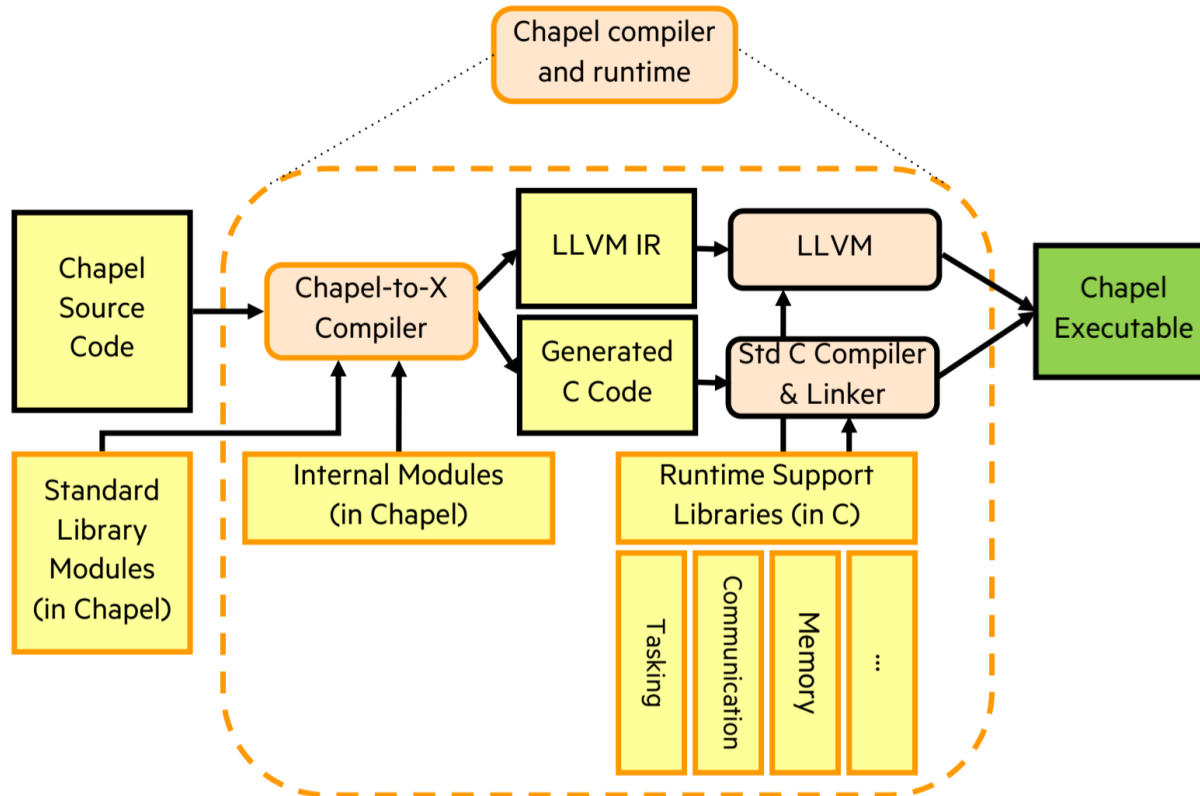 Chapel compiler
and runtime
Chapel
Source
Code
Chapel-to-X
Compiler
LLVM IR
LLVM
Generated
C Code
Std C Compiler
& Linker
Chapel
Executable
Standard
Library
Modules
(in Chapel)
Internal Modules
(in Chapel)
Runtime Support
Libraries (in C)
Tasking
Communication
Memory
...